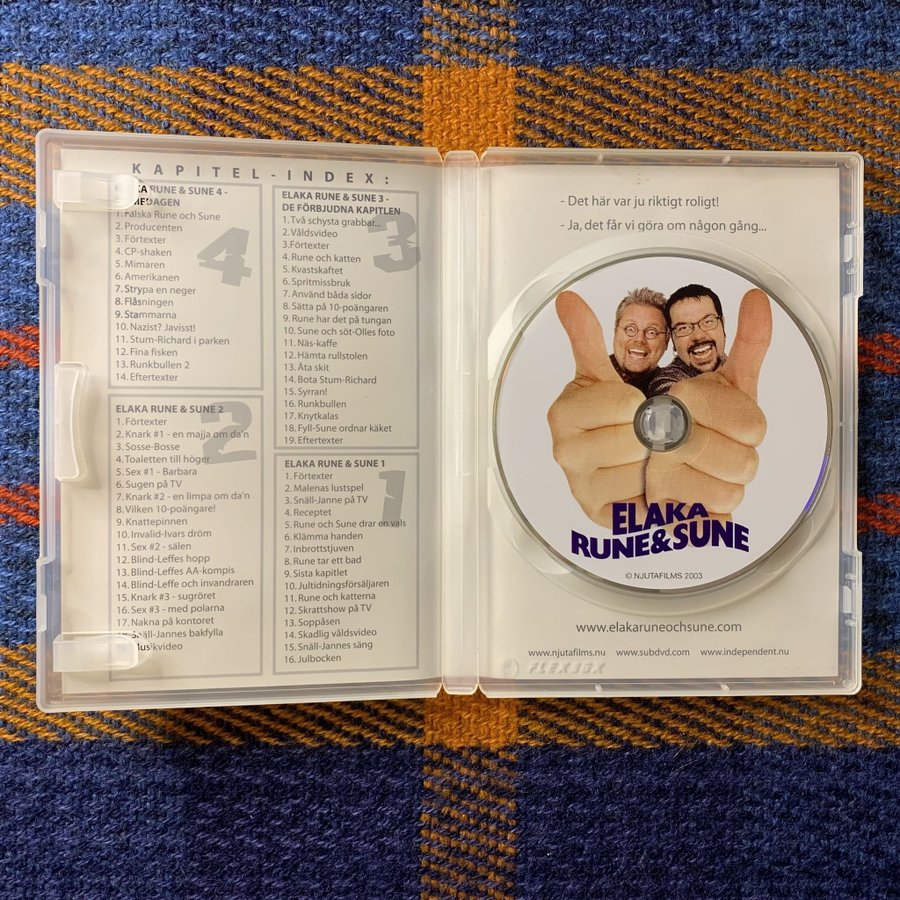 KAPITEL-INDEX:
KA RUNE & SUNE 4 -
MEDAGEN
1. Falska Rune och Sune
2. Producenten
3. Förtexter
4. CP-shaken
5. Mimaren
6. Amerikanen
7. Strypa en neger
8. Flåsningen
9. Stammarna
10. Nazist? Javisst!
11. Stum-Richard i parken
12. Fina fisken
13. Runkbullen 2
14. Eftertexter
4
ELAKA RUNE & SUNE 2
1. Förtexter
2. Knark #1 - en majja om da'n
3. Sosse-Bosse
4. Toaletten till höger
5. Sex #1 - Barbara
6. Sugen på TV
7. Knark #2 - en limpa om da'n
8. Vilken 10-poängare!
9. Knattepinnen
10. Invalid-Ivars dröm
11. Sex #2 - sälen
12. Blind-Leffes hopp
13. Blind-Leffes AA-kompis
14. Blind-Leffe och invandraren
15. Knark #3 - sugröret
16. Sex #3 - med polarna
17. Nakna på kontoret
Snäll-Jannes bakfylla
Musikvideo
2
ELAKA RUNE & SUNE 3 -
DE FÖRBJUDNA KAPITLEN
1. Två schysta grabbar...
2. Våldsvideo
3. Förtexter
4. Rune och katten
5. Kvastskaftet
6. Spritmissbruk
7. Använd båda sidor
8. Sätta på 10-poängaren
9. Rune har det på tungan
10. Sune och söt-Olles foto
11. Näs-kaffe
12. Hämta rullstolen
13. Äta skit
14. Bota Stum-Richard
15. Syrran!
16. Runkbullen
17. Knytkalas
18. Fyll-Sune ordnar käket
19. Eftertexter
3
ELAKA RUNE & SUNE 1
1. Förtexter
2. Malenas lustspel
3. Snäll-Janne på TV
4. Receptet
5. Rune och Sune drar en vals
6. Klämma handen
7. Inbrottstjuven
8. Rune tar ett bad
9. Sista kapitlet
10. Jultidningsförsäljaren
11. Rune och katterna
12. Skrattshow på TV
13. Soppåsen
14. Skadlig våldsvideo
15. Snäll-Jannes säng
16. Julbocken
1
- Det här var ju riktigt roligt!
- Ja, det får vi göra om någon gång...
ELAKA
RUNE&SUNE
© NJUTAFILMS 2003
www.elakaruneochsune.com
www.njutafilms.nu www.subdvd.com www.independent.nu
FLEXBOX